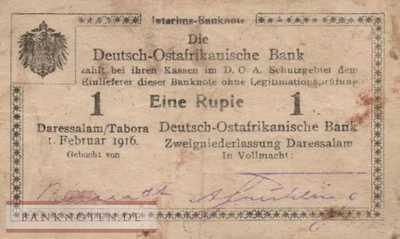 Interims-Banknote
Die
Deutsch-Ostafrikanische Bank
zahlt bei ihren Kassen im D. O. A. Schutzgebiet dem
Einlieferer dieser Banknote ohne Legitimationsprüfung
1 Eine Rupie 1
Daressalam/Tabora
1. Februar 1916.
Gebucht von
Deutsch-Ostafrikanische Bank
Zweigniederlassung Daressalam
In Vollmacht:
BANKNOTEN.DE